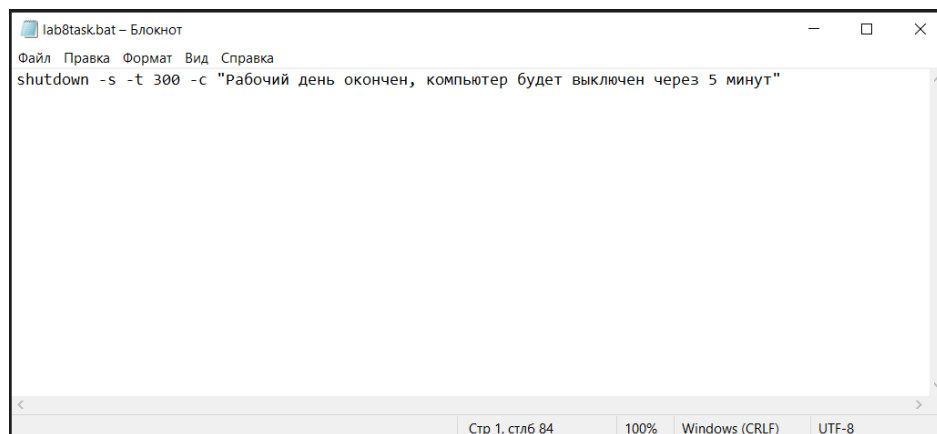 lab8task.bat – Блокнот
Файл Правка Формат Вид Справка
shutdown -s -t 300 -c "Рабочий день окончен, компьютер будет выключен через 5 минут"
Стр 1, стлб 84 100% Windows (CRLF) UTF-8